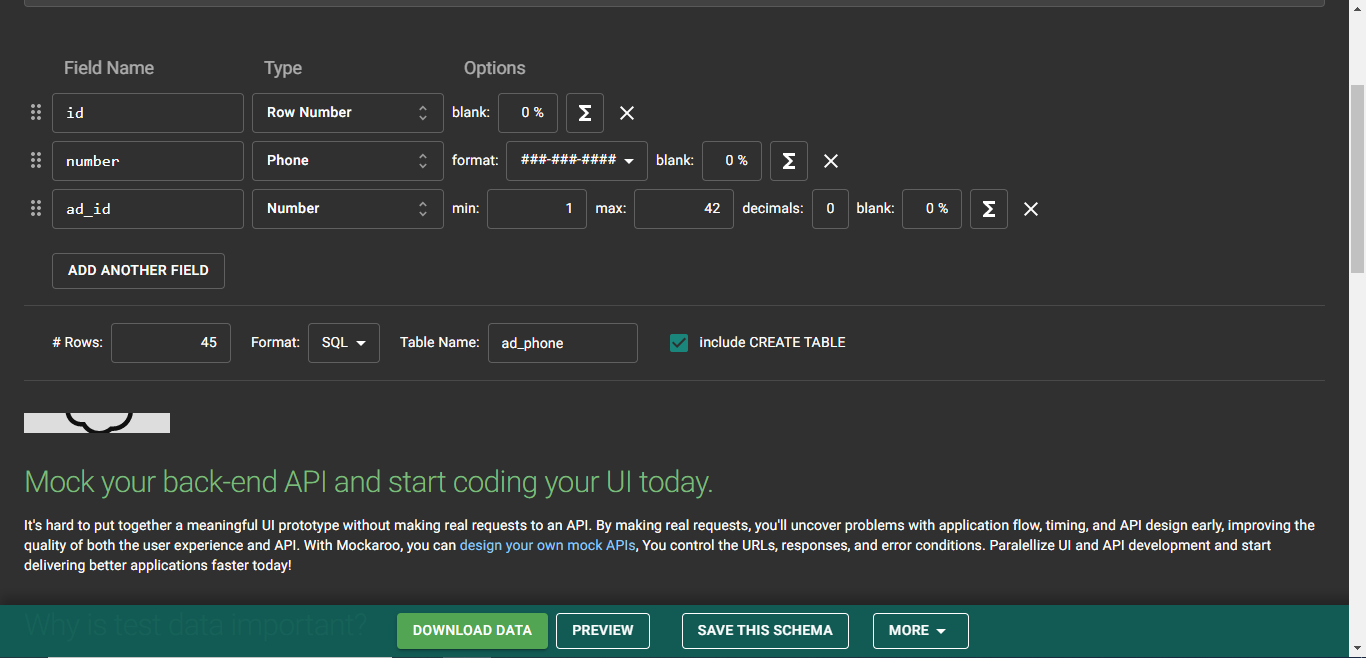 Field Name Type Options
id Row Number blank: 0 % Σ
number Phone format: ###-###-#### blank: 0 % Σ
ad_id Number min: 1 max: 42 decimals: 0 blank: 0 % Σ
ADD ANOTHER FIELD
# Rows: 45 Format: SQL Table Name: ad_phone include CREATE TABLE
Mock your back-end API and start coding your UI today.
It's hard to put together a meaningful UI prototype without making real requests to an API. By making real requests, you'll uncover problems with application flow, timing, and API design early, improving the
quality of both the user experience and API. With Mockaroo, you can design your own mock APIs, You control the URLs, responses, and error conditions. Paralellize UI and API development and start
delivering better applications faster today!
Why is test data important?
DOWNLOAD DATA PREVIEW SAVE THIS SCHEMA MORE